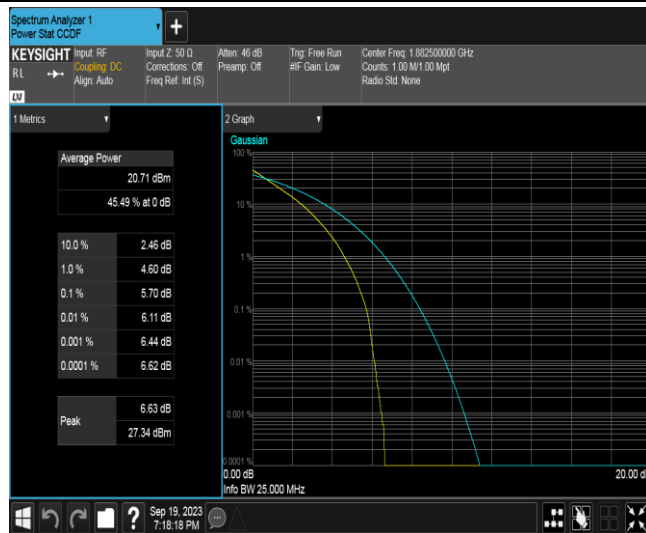 Spectrum Analyzer 1
Power Stat CCDF
KEYSIGHT
RL
Input: RF
Coupling: DC
Align: Auto
Input Z: 50 Ω
Corrections: Off
Freq Ref: Int (S)
Atten: 46 dB
Preamp: Off
Trig: Free Run
#IF Gain: Low
Center Freq: 1.882500000 GHz
Counts: 1.00 M/1.00 Mpt
Radio Std: None
1 Metrics
Average Power
20.71 dBm
45.49 % at 0 dB
10.0 % 2.46 dB
1.0 % 4.60 dB
0.1 % 5.70 dB
0.01 % 6.11 dB
0.001 % 6.44 dB
0.0001 % 6.62 dB
Peak 6.63 dB
27.34 dBm
2 Graph
Gaussian
100 %
10 %
1 %
0.1 %
0.01 %
0.001 %
0.0001 %
0.00 dB
20.00 d
Info BW 25.000 MHz
?
Sep 19, 2023
7:18:18 PM